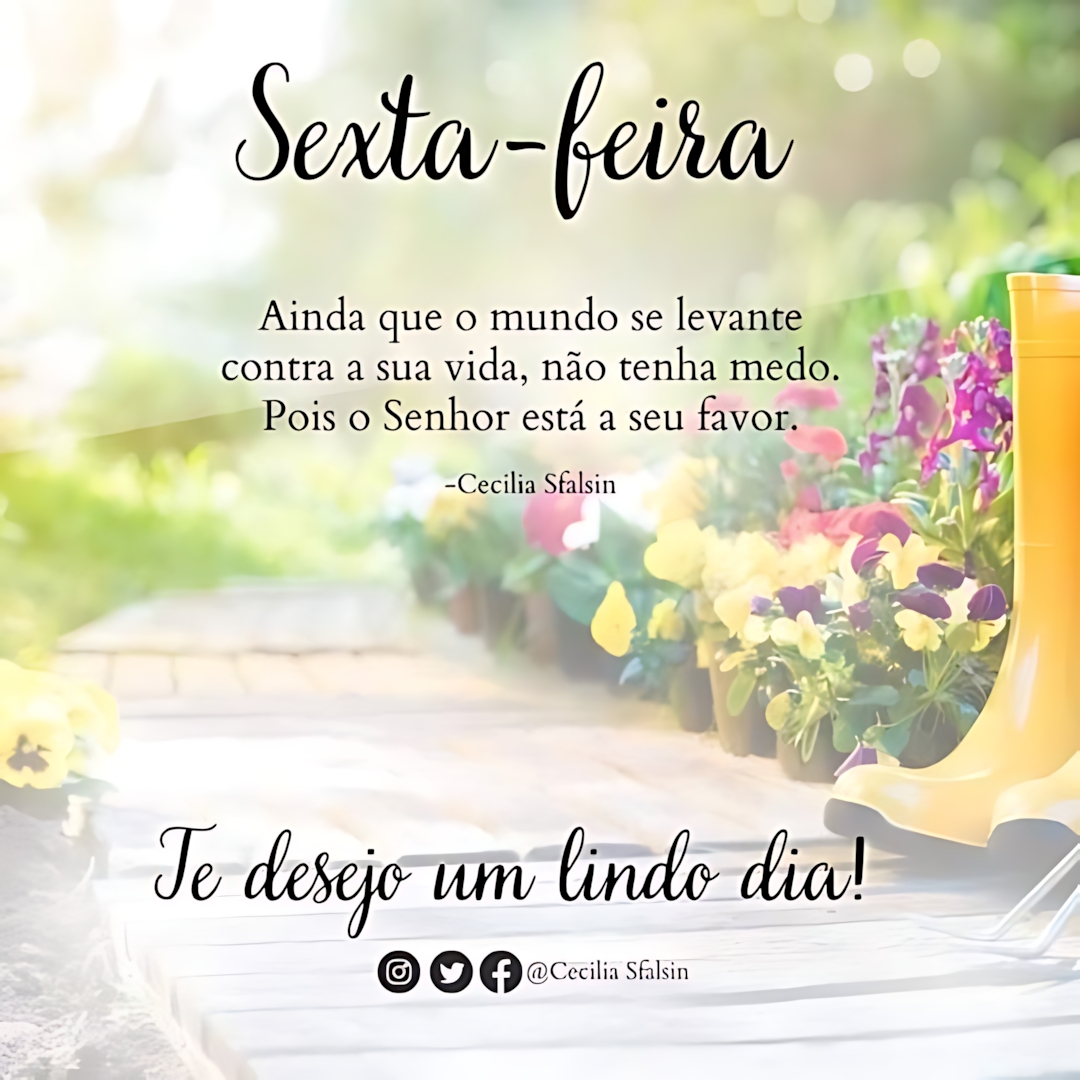 Sexta-feira
Ainda que o mundo se levante
contra a sua vida, não tenha medo.
Pois o Senhor está a seu favor.
-Cecilia Sfalsin
Te desejo um lindo dia!
@Cecilia Sfalsin